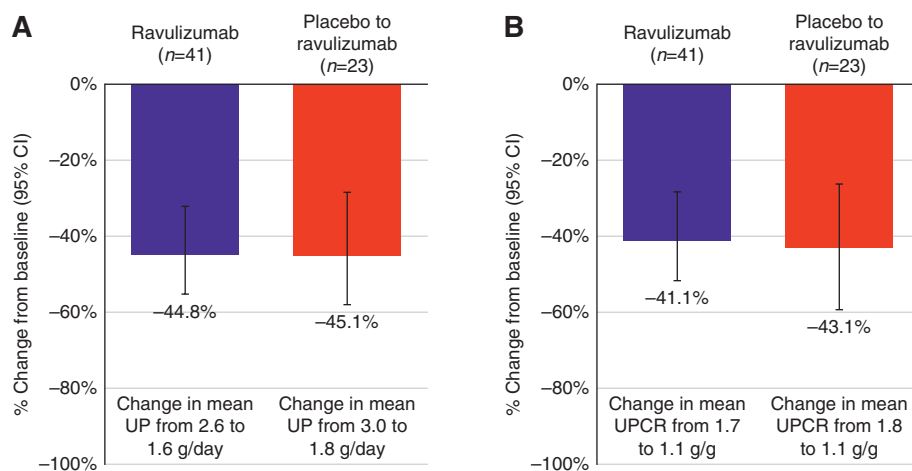 A
Ravulizumab
(n=41)
Placebo to
ravulizumab
(n=23)
% Change from baseline (95% CI)
0%
–20%
–40%
–60%
–80%
–100%
–44.8%
–45.1%
Change in mean
UP from 2.6 to
1.6 g/day
Change in mean
UP from 3.0 to
1.8 g/day
B
Ravulizumab
(n=41)
Placebo to
ravulizumab
(n=23)
% Change from baseline (95% CI)
0%
–20%
–40%
–60%
–80%
–100%
–41.1%
–43.1%
Change in mean
UPCR from 1.7
to 1.1 g/g
Change in mean
UPCR from 1.8
to 1.1 g/g